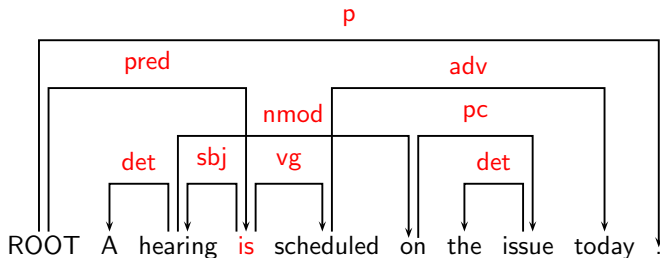 p
pred adv
nmod pc
det sbj vg det
ROOT A hearing is scheduled on the issue today .